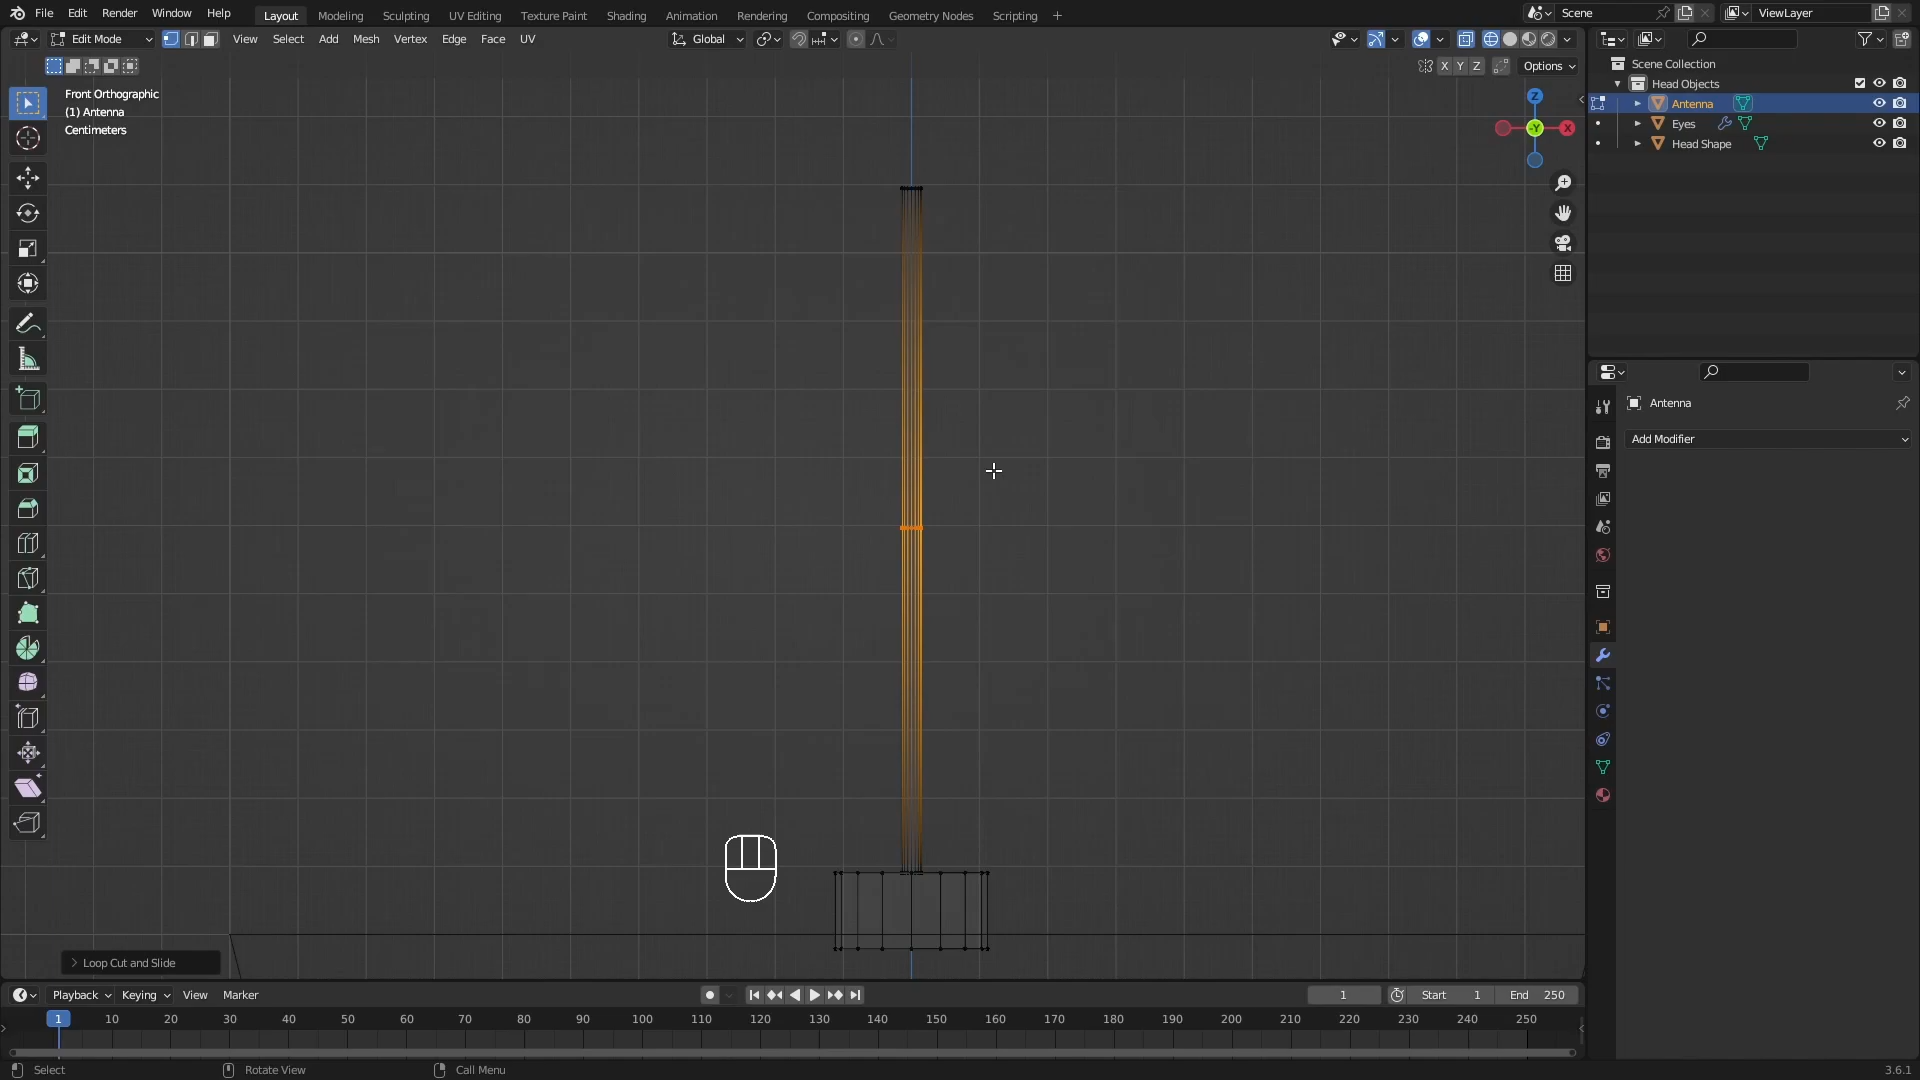 File Edit Render Window Help Layout Modeling Sculpting UV Editing Texture Paint Shading Animation Rendering Compositing Geometry Nodes Scripting + Scene ViewLayer
Edit Mode View Select Add Mesh Vertex Edge Face UV Global
X Y Z Options
Front Orthographic
(1) Antenna
Centimeters
Z
-Y
X
Scene Collection
Head Objects
Antenna
Eyes
Head Shape
Antenna
Add Modifier
Loop Cut and Slide
Playback Keying View Marker 1 Start 1 End 250
1 10 20 30 40 50 60 70 80 90 100 110 120 130 140 150 160 170 180 190 200 210 220 230 240 250
Select Rotate View Call Menu 3.6.1